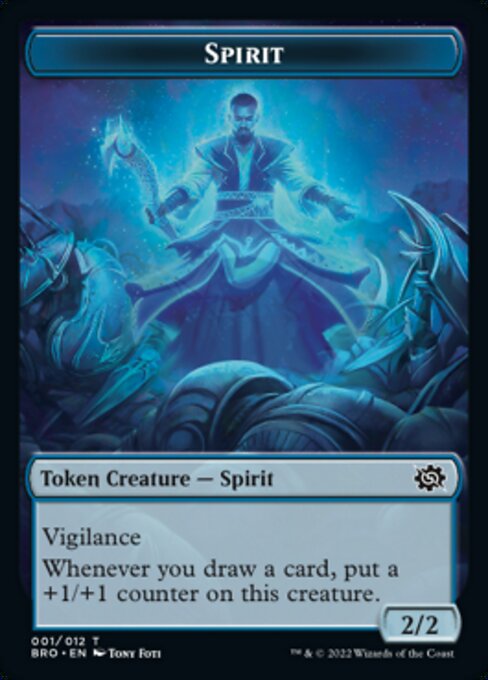 Spirit
Token Creature — Spirit
Vigilance
Whenever you draw a card, put a
+1/+1 counter on this creature.
2/2
001/012 T
BRO • EN Tony Foti
™ & © 2022 Wizards of the Coast